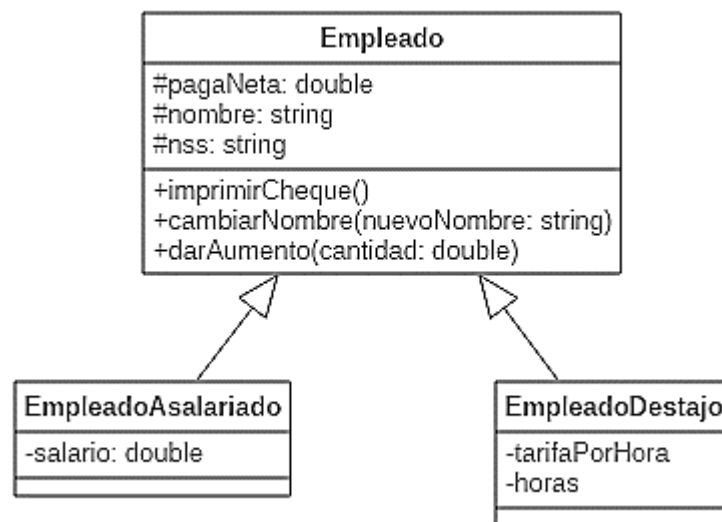 Empleado
#pagaNeta: double
#nombre: string
#nss: string
+imprimirCheque()
+cambiarNombre(nuevoNombre: string)
+darAumento(cantidad: double)
EmpleadoAsalariado
-salario: double
EmpleadoDestajo
-tarifaPorHora
-horas